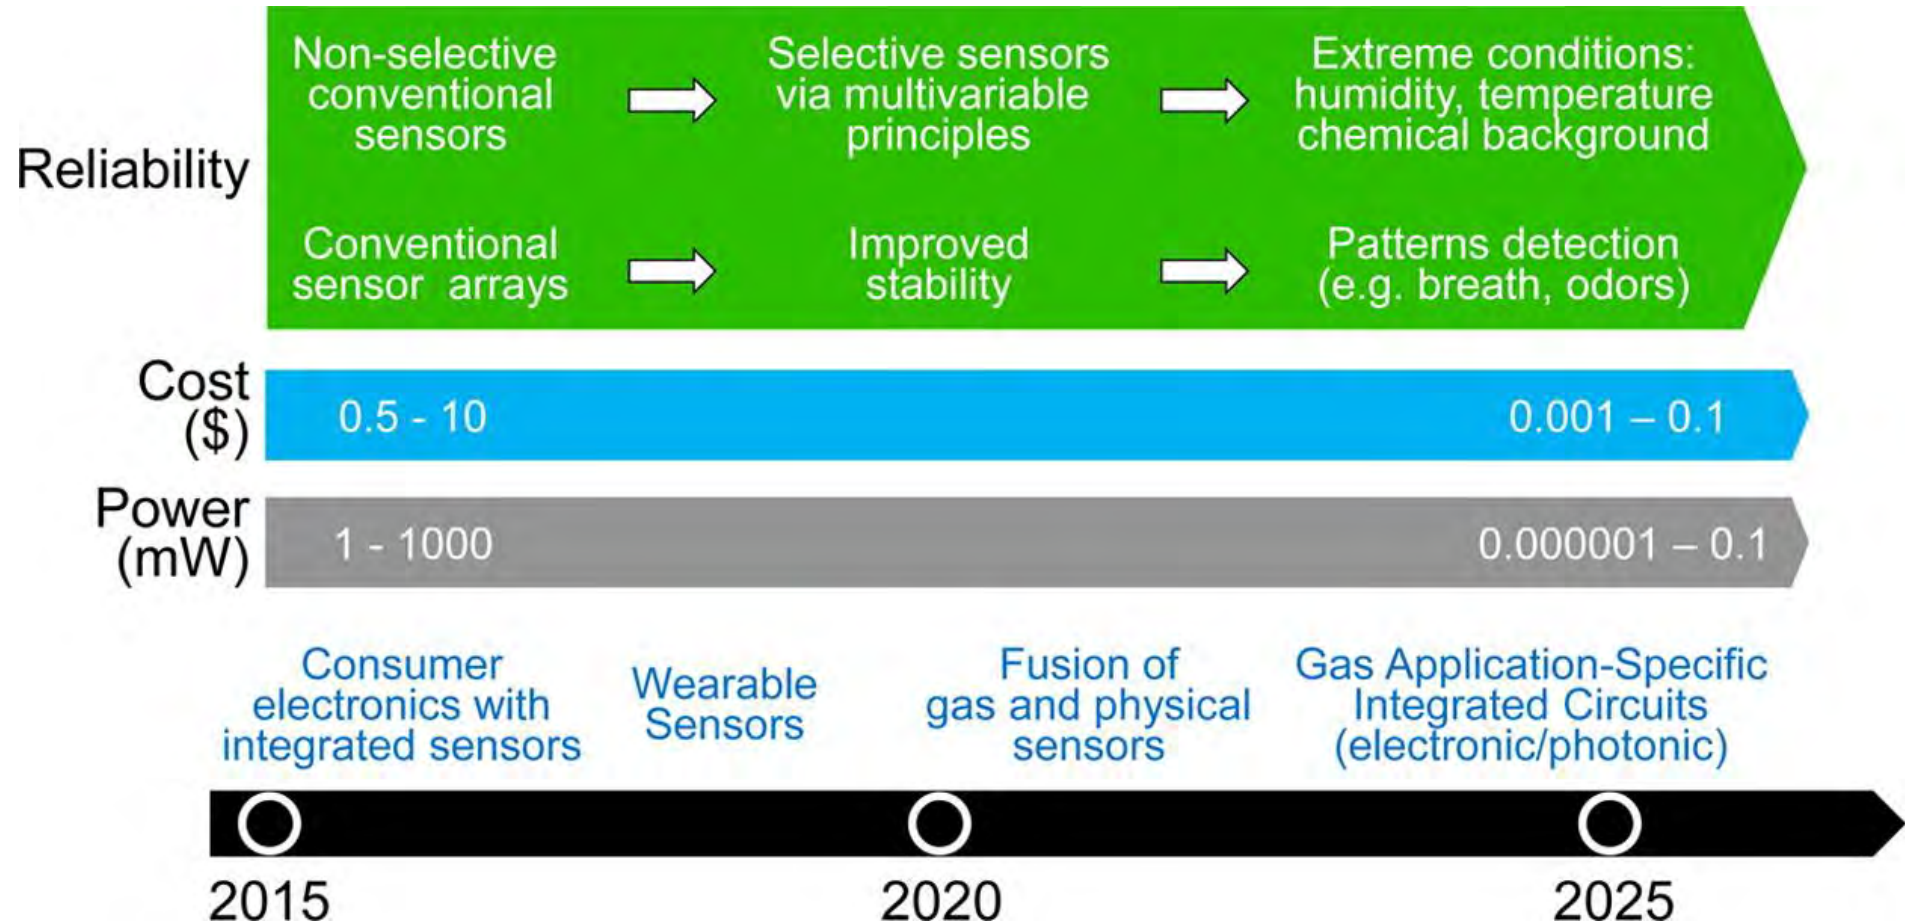 Reliability
Non-selective
conventional
sensors
Selective sensors
via multivariable
principles
Extreme conditions:
humidity, temperature
chemical background
Conventional
sensor arrays
Improved
stability
Patterns detection
(e.g. breath, odors)
Cost
($)
0.5 - 10
0.001 – 0.1
Power
(mW)
1 - 1000
0.000001 – 0.1
Consumer
electronics with
integrated sensors
Wearable
Sensors
Fusion of
gas and physical
sensors
Gas Application-Specific
Integrated Circuits
(electronic/photonic)
2015
2020
2025